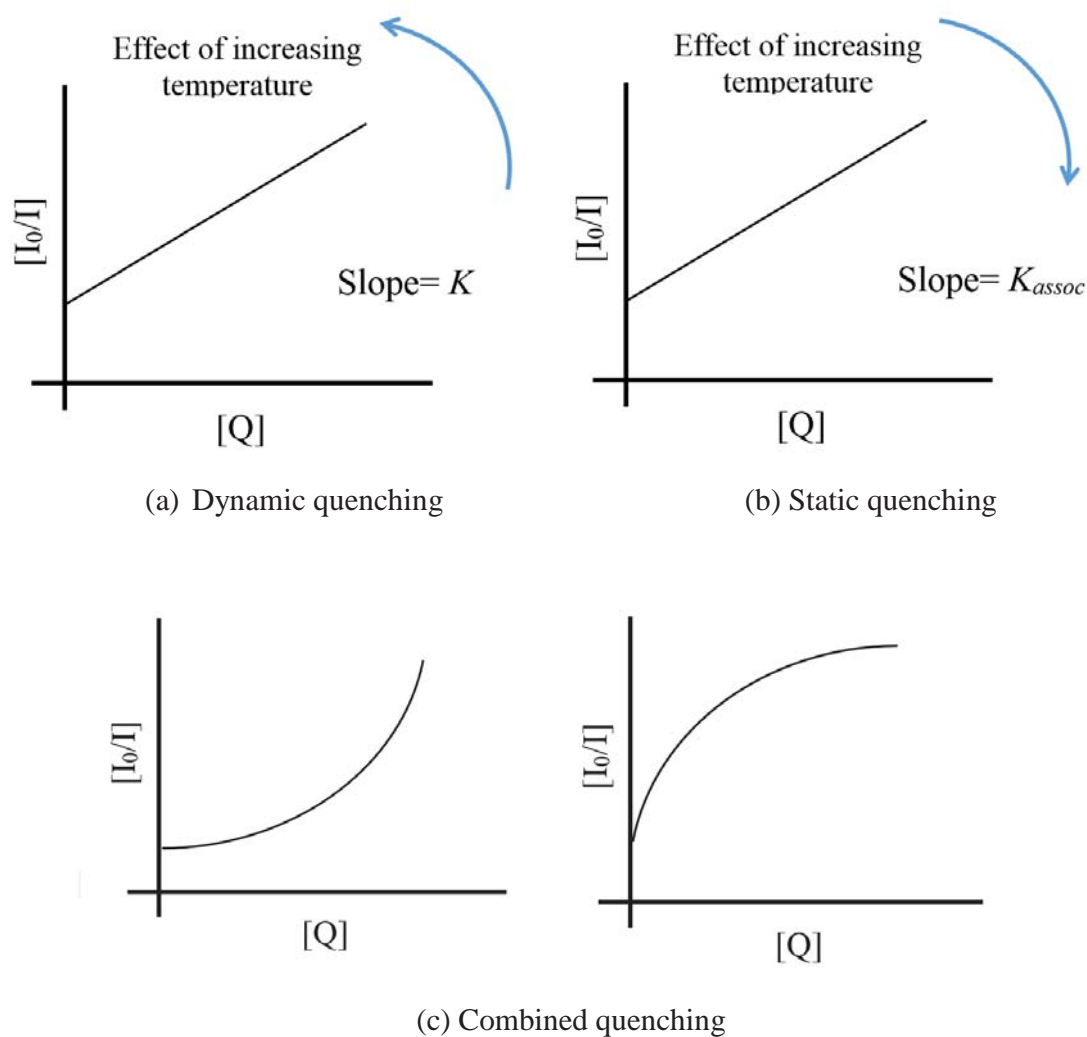 Effect of increasing
temperature
[I₀/I]
Slope= K
[Q]
(a) Dynamic quenching
Effect of increasing
temperature
[I₀/I]
Slope= Kassoc
[Q]
(b) Static quenching
[I₀/I]
[Q]
[I₀/I]
[Q]
(c) Combined quenching